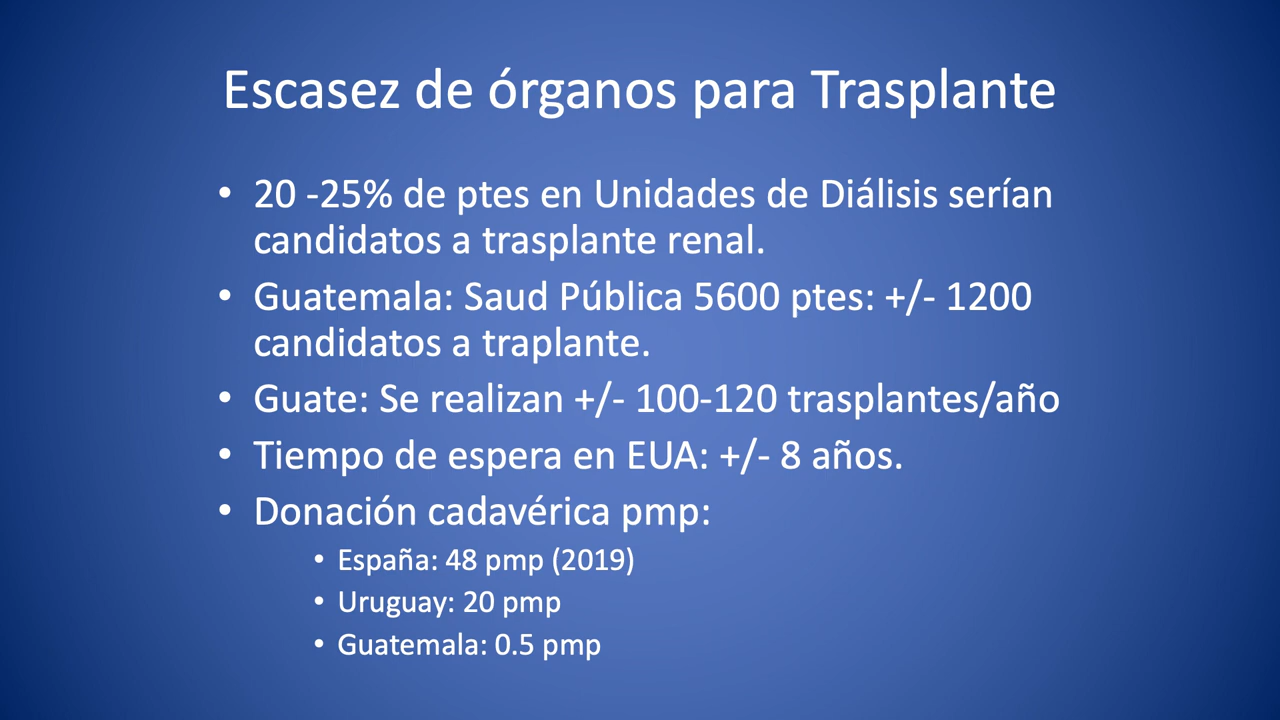 Escasez de órganos para Trasplante
• 20 -25% de ptes en Unidades de Diálisis serían
candidatos a trasplante renal.
• Guatemala: Saud Pública 5600 ptes: +/- 1200
candidatos a traplante.
• Guate: Se realizan +/- 100-120 trasplantes/año
• Tiempo de espera en EUA: +/- 8 años.
• Donación cadavérica pmp:
• España: 48 pmp (2019)
• Uruguay: 20 pmp
• Guatemala: 0.5 pmp